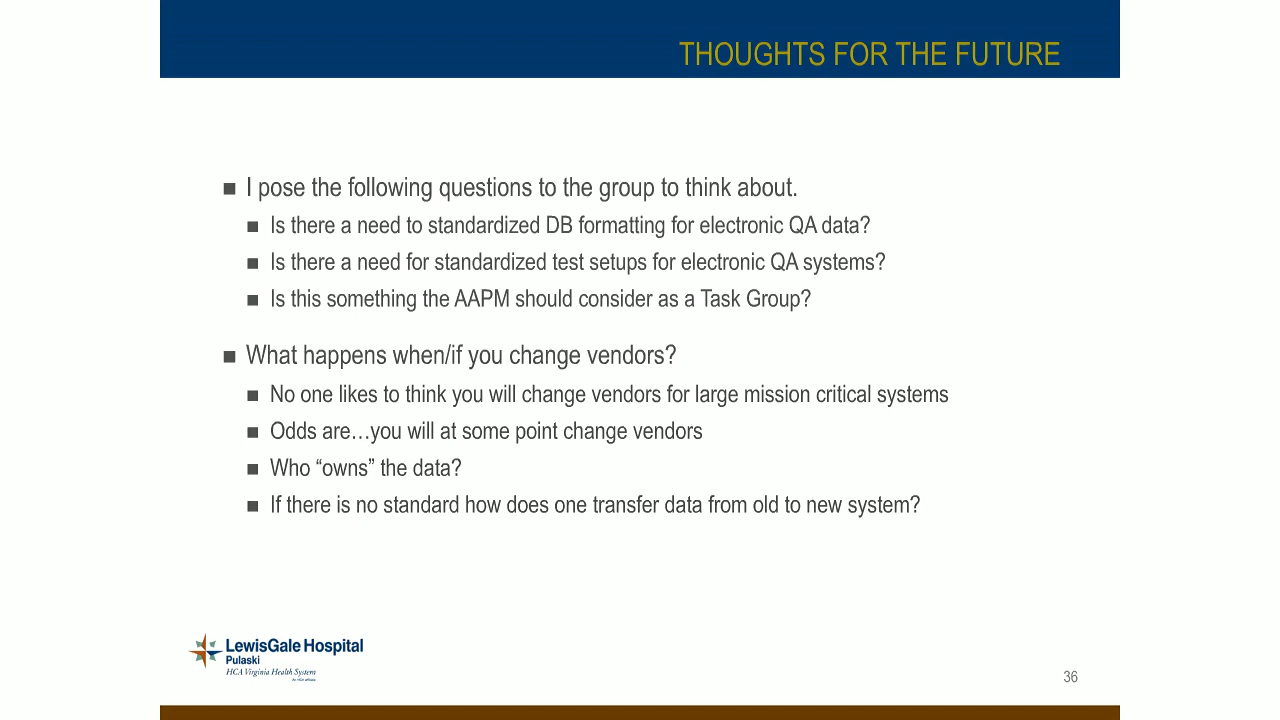 THOUGHTS FOR THE FUTURE
■ I pose the following questions to the group to think about.
■ Is there a need to standardized DB formatting for electronic QA data?
■ Is there a need for standardized test setups for electronic QA systems?
■ Is this something the AAPM should consider as a Task Group?
■ What happens when/if you change vendors?
■ No one likes to think you will change vendors for large mission critical systems
■ Odds are…you will at some point change vendors
■ Who “owns” the data?
■ If there is no standard how does one transfer data from old to new system?
LewisGale Hospital
Pulaski
HCA Virginia Health System
An HCA affiliate
36